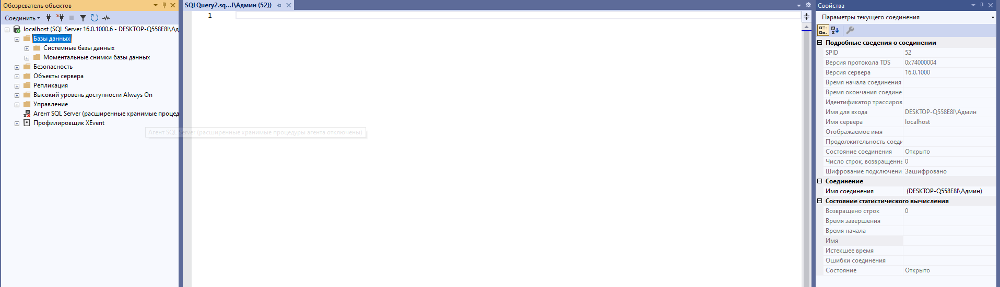 Обозреватель объектов
Соединить
localhost (SQL Server 16.0.1000.6 - DESKTOP-Q558E8I\Ад
Базы данных
Системные базы данных
Моментальные снимки базы данных
Безопасность
Объекты сервера
Репликация
Высокий уровень доступности Always On
Управление
Агент SQL Server (расширенные хранимые процед
Профилировщик XEvent
Агент SQL Server (расширенные хранимые процедуры агента отключены)
SQLQuery2.sq...I\Админ (52))
1
Свойства
Параметры текущего соединения
Подробные сведения о соединении
SPID 52
Версия протокола TDS 0x74000004
Версия сервера 16.0.1000
Время начала соединения
Время окончания соедине
Идентификатор трассиров
Имя для входа DESKTOP-Q558E8I\Админ
Имя сервера localhost
Отображаемое имя
Продолжительность соеди
Состояние соединения Открыто
Число строк, возвращенны 0
Шифрование подключени Зашифровано
Соединение
Имя соединения (DESKTOP-Q558E8I\Админ)
Состояние статистического вычисления
Возвращено строк 0
Время завершения
Время начала
Имя
Истекшее время
Ошибки соединения
Состояние Открыто